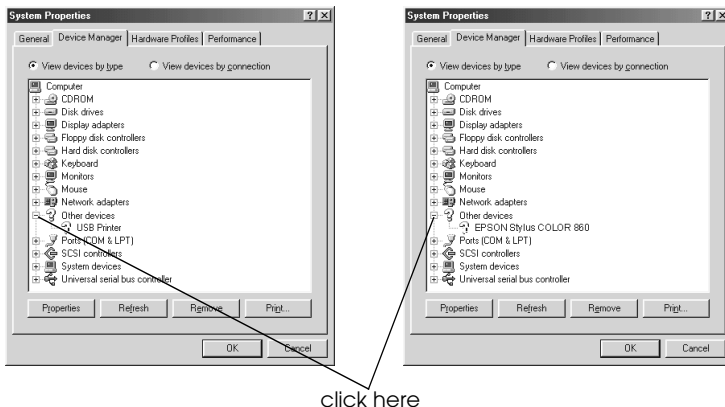 System Properties
General Device Manager Hardware Profiles Performance
View devices by type View devices by connection
Computer
CDROM
Disk drives
Display adapters
Floppy disk controllers
Hard disk controllers
Keyboard
Monitors
Mouse
Network adapters
Other devices
USB Printer
Ports (COM & LPT)
SCSI controllers
System devices
Universal serial bus controller
Properties Refresh Remove Print...
OK Cancel
System Properties
General Device Manager Hardware Profiles Performance
View devices by type View devices by connection
Computer
CDROM
Disk drives
Display adapters
Floppy disk controllers
Hard disk controllers
Keyboard
Monitors
Mouse
Network adapters
Other devices
EPSON Stylus COLOR 860
Ports (COM & LPT)
SCSI controllers
System devices
Universal serial bus controller
Properties Refresh Remove Print...
OK Cancel
click here